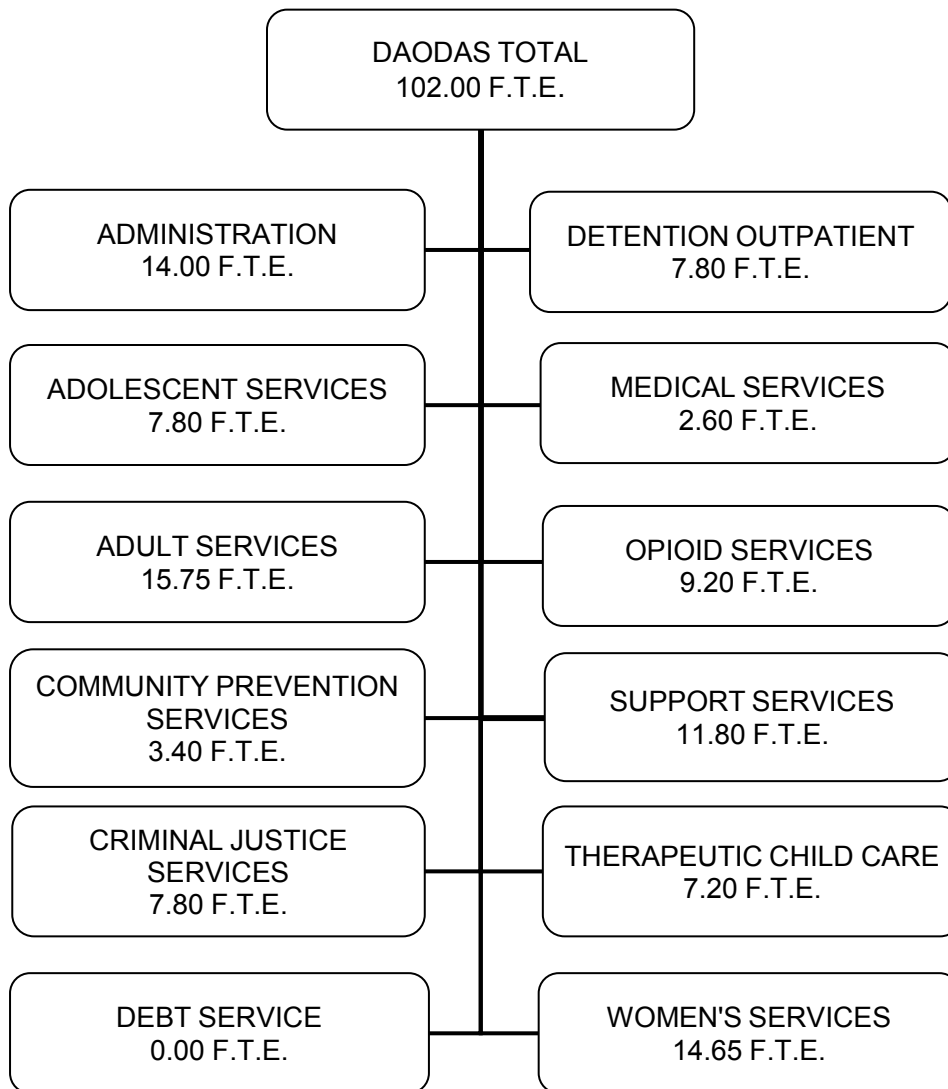 DAODAS TOTAL
102.00 F.T.E.
ADMINISTRATION
14.00 F.T.E.
DETENTION OUTPATIENT
7.80 F.T.E.
ADOLESCENT SERVICES
7.80 F.T.E.
MEDICAL SERVICES
2.60 F.T.E.
ADULT SERVICES
15.75 F.T.E.
OPIOID SERVICES
9.20 F.T.E.
COMMUNITY PREVENTION
SERVICES
3.40 F.T.E.
SUPPORT SERVICES
11.80 F.T.E.
CRIMINAL JUSTICE
SERVICES
7.80 F.T.E.
THERAPEUTIC CHILD CARE
7.20 F.T.E.
DEBT SERVICE
0.00 F.T.E.
WOMEN'S SERVICES
14.65 F.T.E.